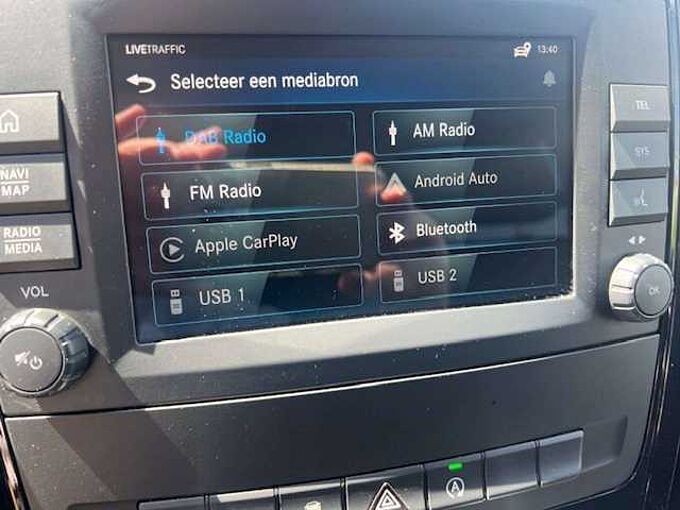 LIVETRAFFIC 13:40
Selecteer een mediabron
DAB Radio
AM Radio
FM Radio
Android Auto
Apple CarPlay
Bluetooth
USB 1
USB 2
NAVI
MAP
RADIO
MEDIA
VOL
TEL
SYS
OK
A